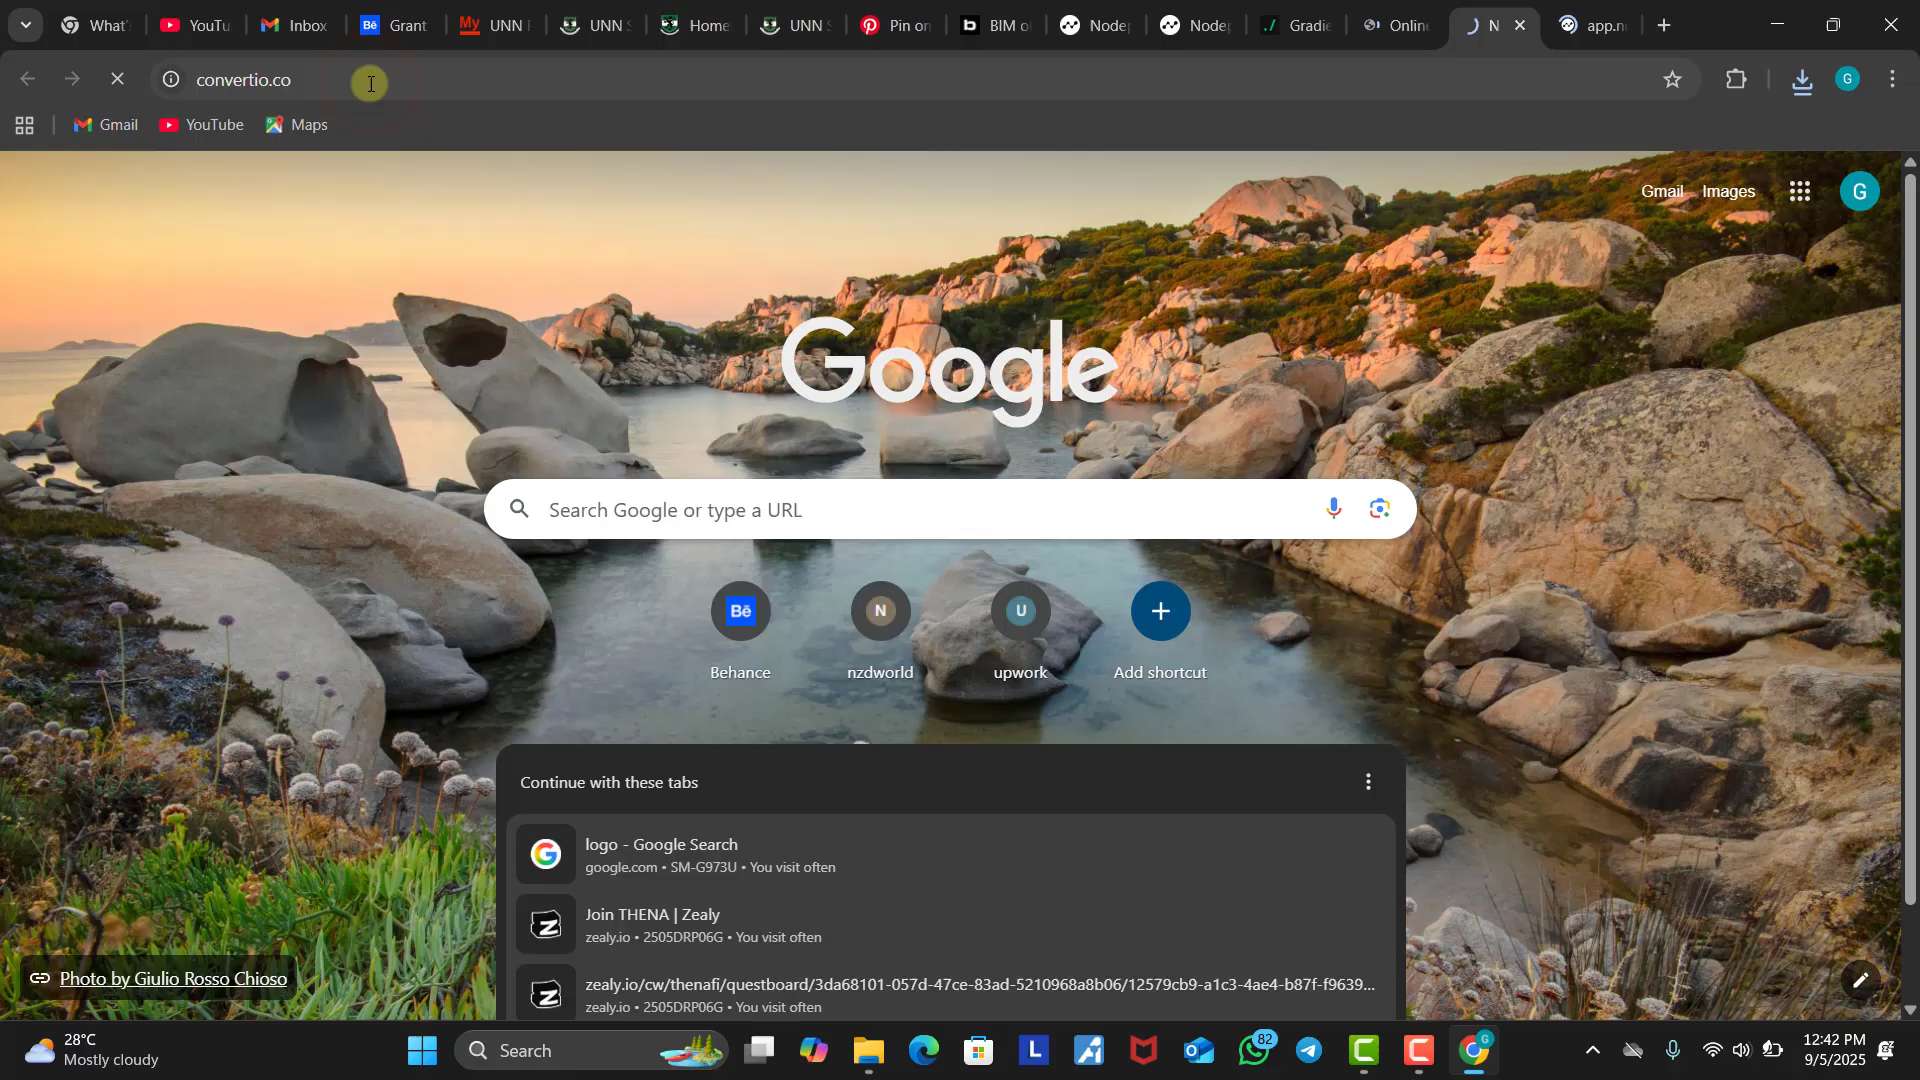 What'
YouTu
Inbox
Bē Grant
My UNN
UNN S
Home
UNN S
Pin on
b BIM o
Node
Node
Gradie
Online
N
app.n
convertio.co
G
Gmail
YouTube
Maps
Gmail
Images
G
Google
Search Google or type a URL
Bē
N
U
Behance
nzdworld
upwork
Add shortcut
Continue with these tabs
logo - Google Search
google.com • SM-G973U • You visit often
Join THENA | Zealy
zealy.io • 2505DRP06G • You visit often
zealy.io/cw/thenafi/questboard/3da68101-057d-47ce-83ad-5210968a8b06/12579cb9-a1c3-4ae4-b87f-f9639...
zealy.io • 2505DRP06G • You visit often
Photo by Giulio Rosso Chioso
28°C
Mostly cloudy
Search
L
82
G
12:42 PM
9/5/2025